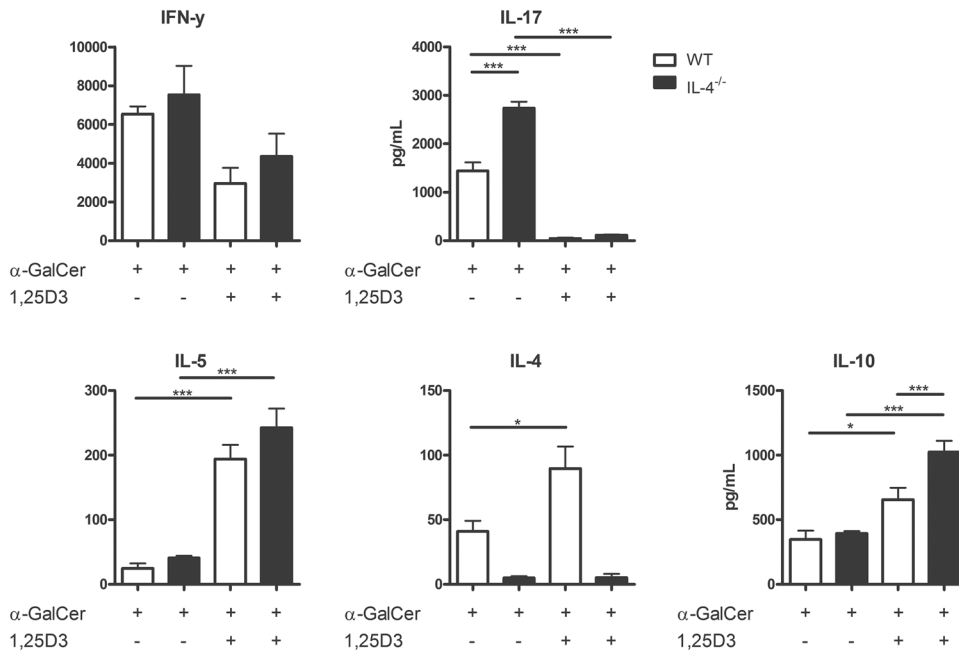 IFN-y
10000
8000
6000
4000
2000
0
α-GalCer + + + +
1,25D3 - - + +
IL-17
pg/mL
4000
3000
2000
1000
0
***
***
***
α-GalCer + + + +
1,25D3 - - + +
WT
IL-4-/-
IL-5
300
200
100
0
***
***
α-GalCer + + + +
1,25D3 - - + +
IL-4
150
100
50
0
*
α-GalCer + + + +
1,25D3 - - + +
IL-10
pg/mL
1500
1000
500
0
***
***
*
α-GalCer + + + +
1,25D3 - - + +